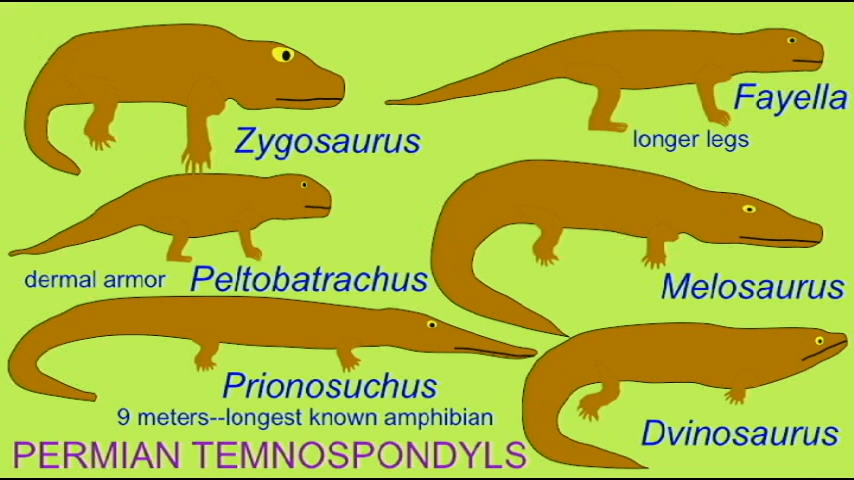 Zygosaurus
Fayella
longer legs
dermal armor
Peltobatrachus
Melosaurus
Prionosuchus
9 meters--longest known amphibian
Dvinosaurus
PERMIAN TEMNOSPONDYLS